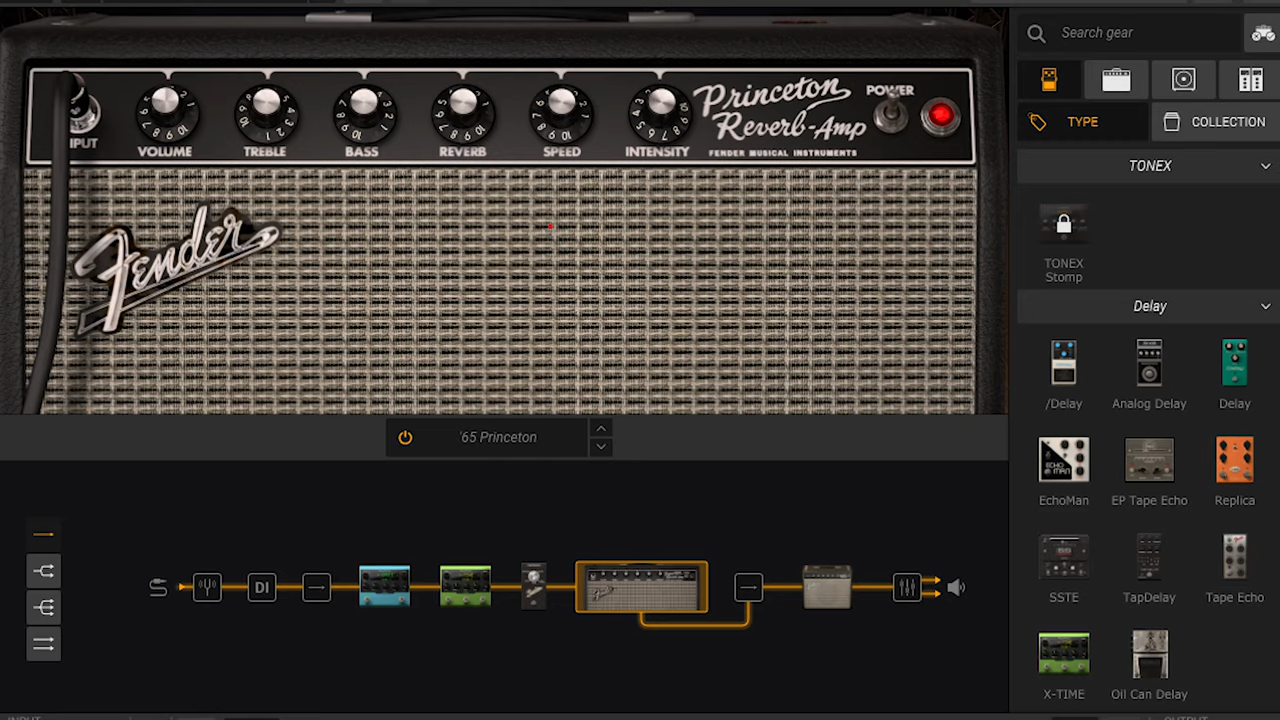 Search gear
TYPE
COLLECTION
TONEX
TONEX
Stomp
Delay
/Delay
Analog Delay
Delay
EchoMan
EP Tape Echo
Replica
SSTE
TapDelay
Tape Echo
X-TIME
Oil Can Delay
VOLUME
TREBLE
BASS
REVERB
SPEED
INTENSITY
Princeton
Reverb-Amp
FENDER MUSICAL INSTRUMENTS
POWER
Fender
'65 Princeton
DI